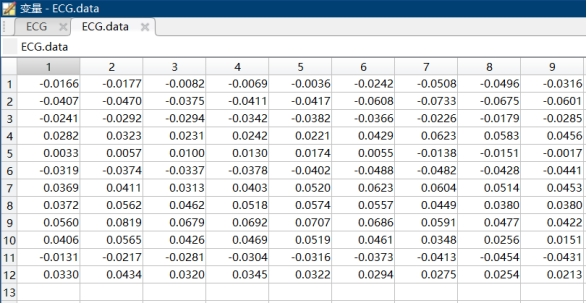 变量 - ECG.data
ECG ECG.data
ECG.data
1 2 3 4 5 6 7 8 9
1 -0.0166 -0.0177 -0.0082 -0.0069 -0.0036 -0.0242 -0.0508 -0.0496 -0.0316
2 -0.0407 -0.0470 -0.0375 -0.0411 -0.0417 -0.0608 -0.0733 -0.0675 -0.0601
3 -0.0241 -0.0292 -0.0294 -0.0342 -0.0382 -0.0366 -0.0226 -0.0179 -0.0285
4 0.0282 0.0323 0.0231 0.0242 0.0221 0.0429 0.0623 0.0583 0.0456
5 0.0033 0.0057 0.0100 0.0130 0.0174 0.0055 -0.0138 -0.0151 -0.0017
6 -0.0319 -0.0374 -0.0337 -0.0378 -0.0402 -0.0488 -0.0482 -0.0428 -0.0441
7 0.0369 0.0411 0.0313 0.0403 0.0520 0.0623 0.0604 0.0514 0.0453
8 0.0372 0.0562 0.0462 0.0518 0.0574 0.0557 0.0449 0.0380 0.0380
9 0.0560 0.0819 0.0679 0.0692 0.0707 0.0686 0.0591 0.0477 0.0422
10 0.0406 0.0565 0.0426 0.0469 0.0519 0.0461 0.0348 0.0256 0.0151
11 -0.0131 -0.0217 -0.0281 -0.0304 -0.0316 -0.0373 -0.0413 -0.0454 -0.0431
12 0.0330 0.0434 0.0320 0.0345 0.0322 0.0294 0.0275 0.0254 0.0213
13